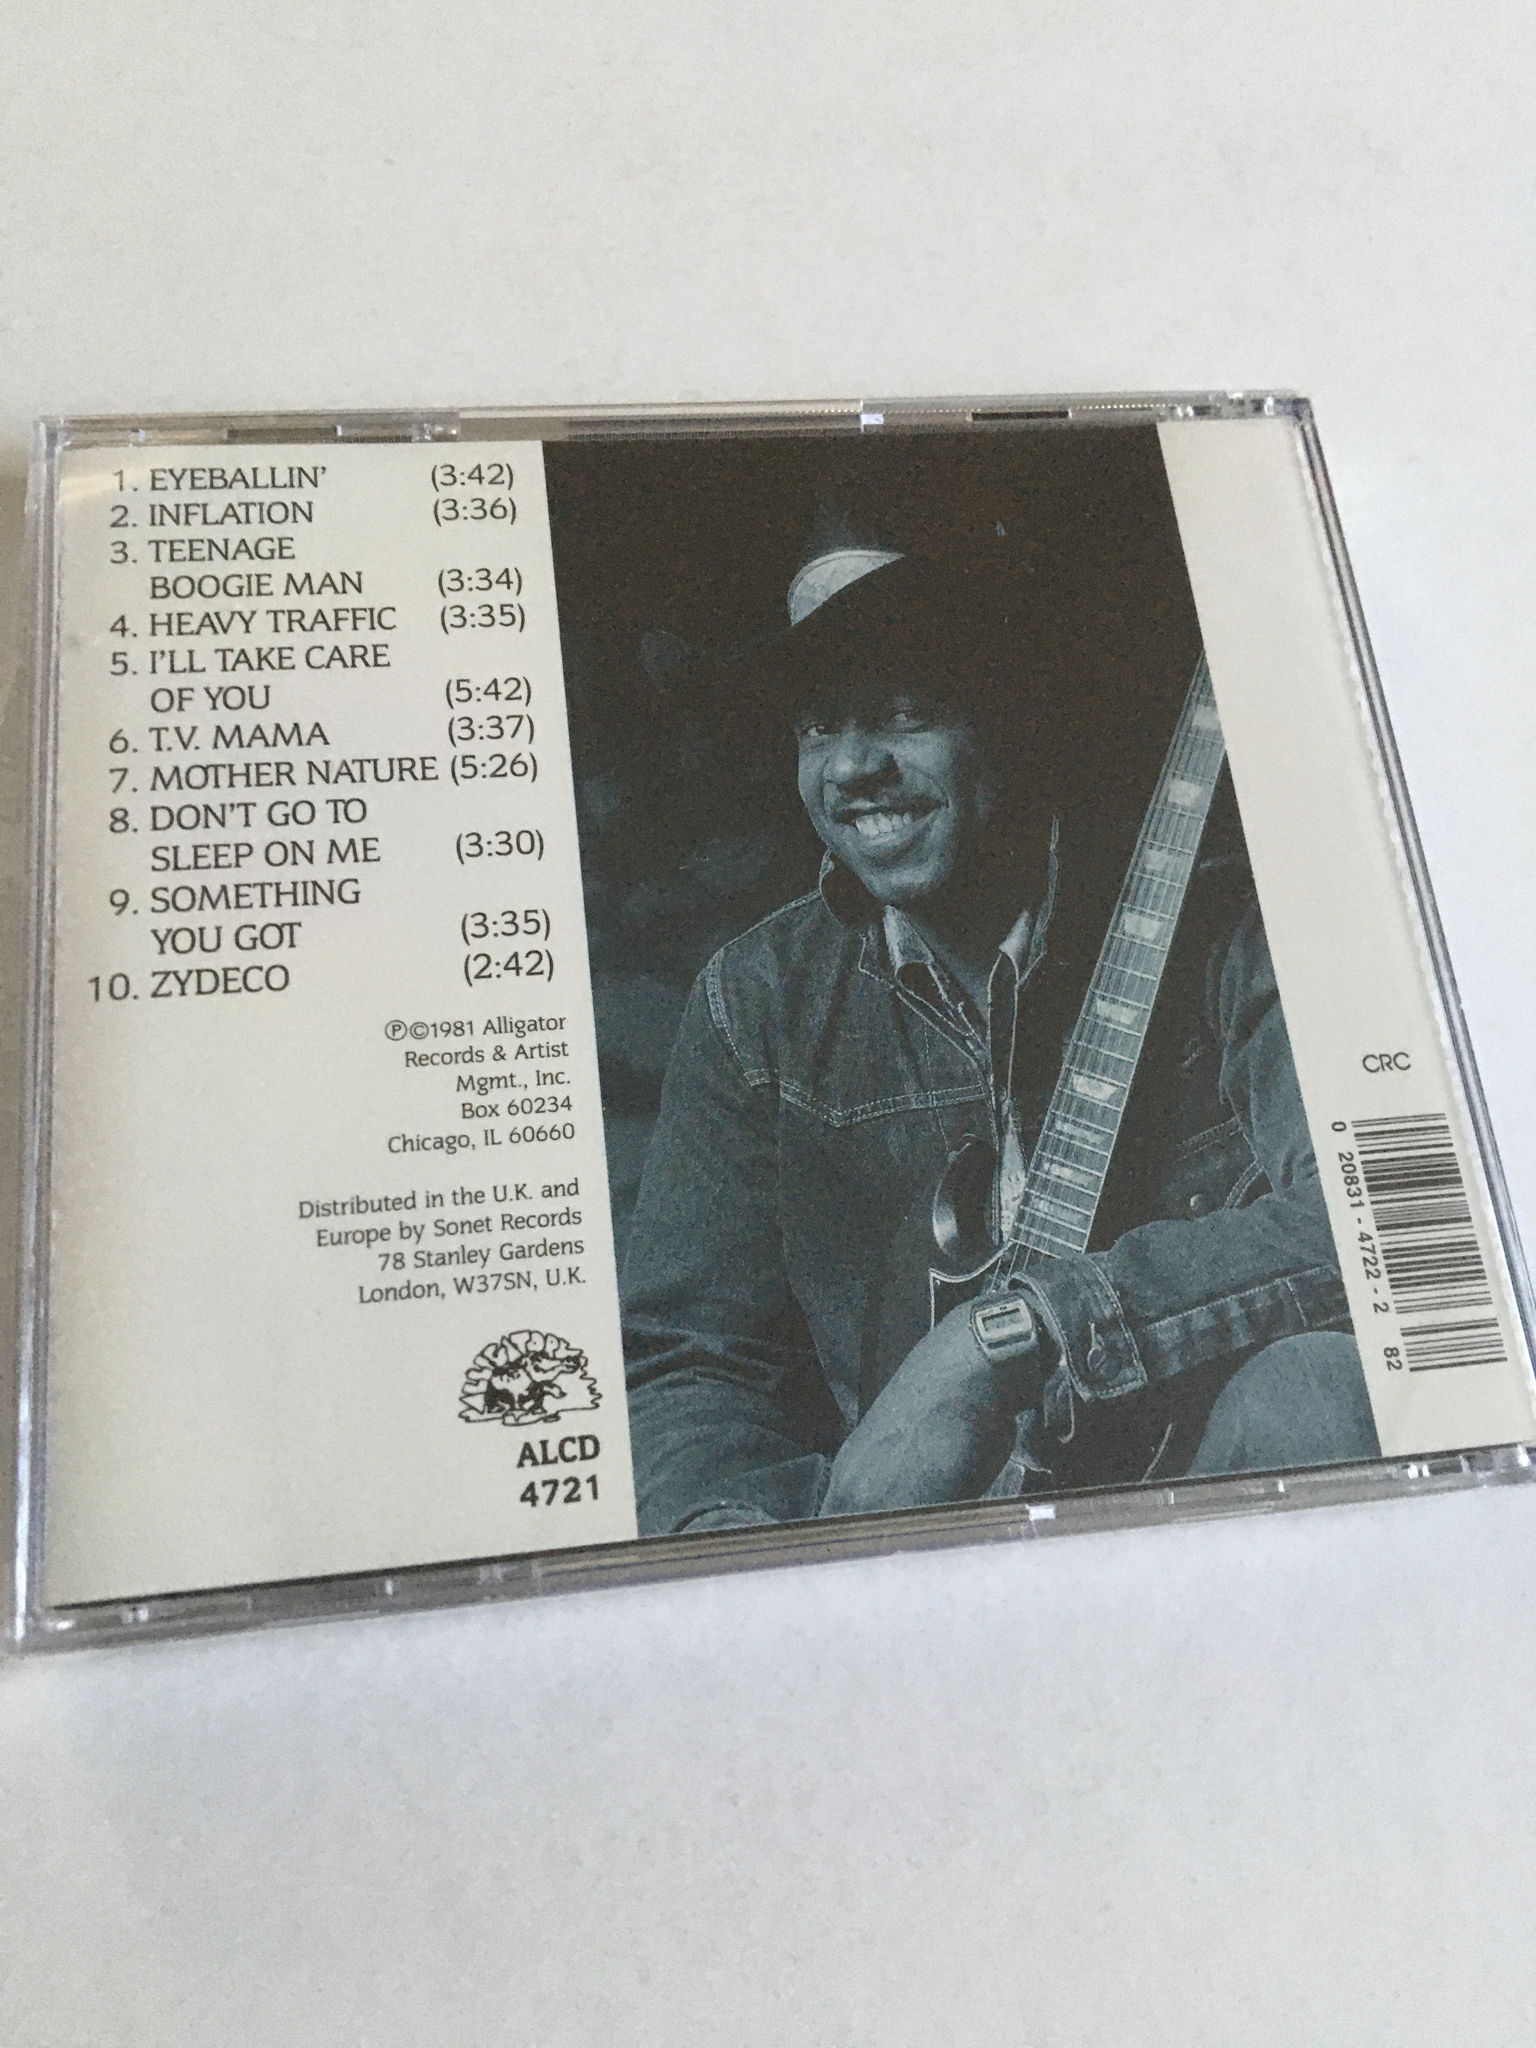 1. EYEBALLIN' (3:42)
2. INFLATION (3:36)
3. TEENAGE
BOOGIE MAN (3:34)
4. HEAVY TRAFFIC (3:35)
5. I'LL TAKE CARE
OF YOU (5:42)
6. T.V. MAMA (3:37)
7. MOTHER NATURE (5:26)
8. DON'T GO TO
SLEEP ON ME (3:30)
9. SOMETHING
YOU GOT (3:35)
10. ZYDECO (2:42)
℗©1981 Alligator
Records & Artist
Mgmt., Inc.
Box 60234
Chicago, IL 60660
Distributed in the U.K. and
Europe by Sonet Records
78 Stanley Gardens
London, W37SN, U.K.
ALLIGATOR
ALCD
4721
CRC
0 20831-4722-2 82